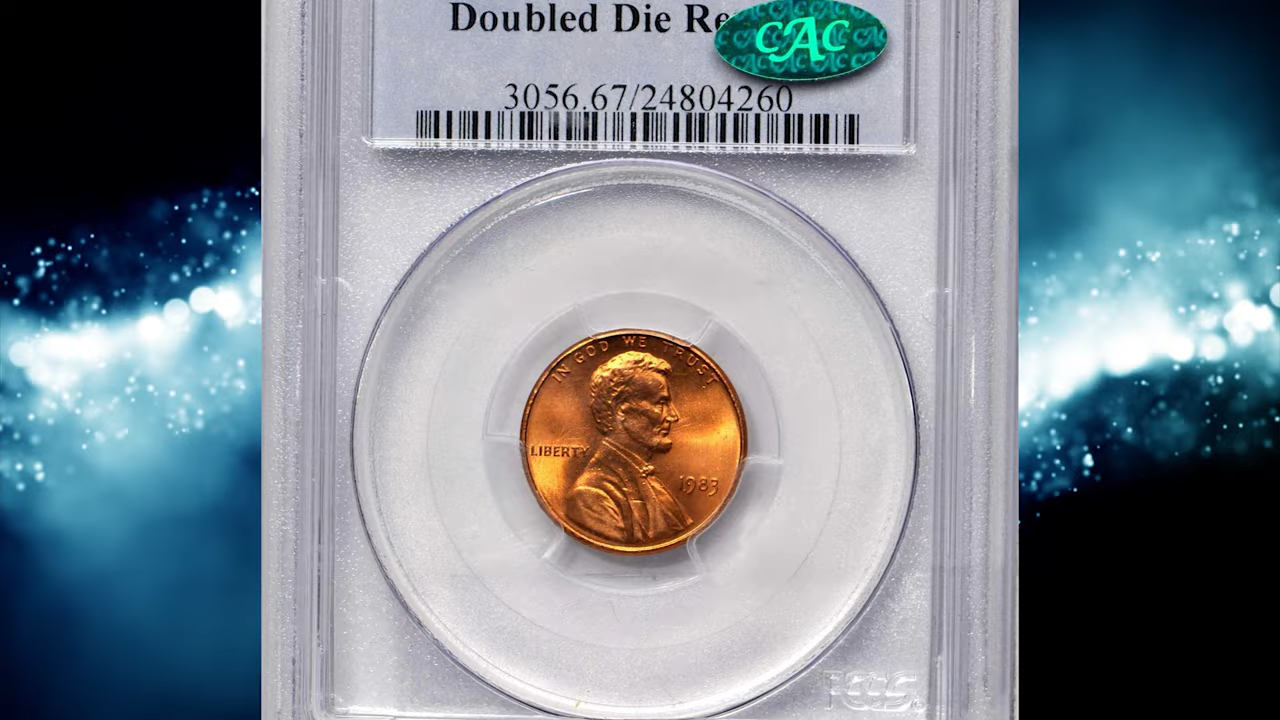 Doubled Die Re
CAC
3056.67/24804260
IN GOD WE TRUST
LIBERTY
1983
PCGS